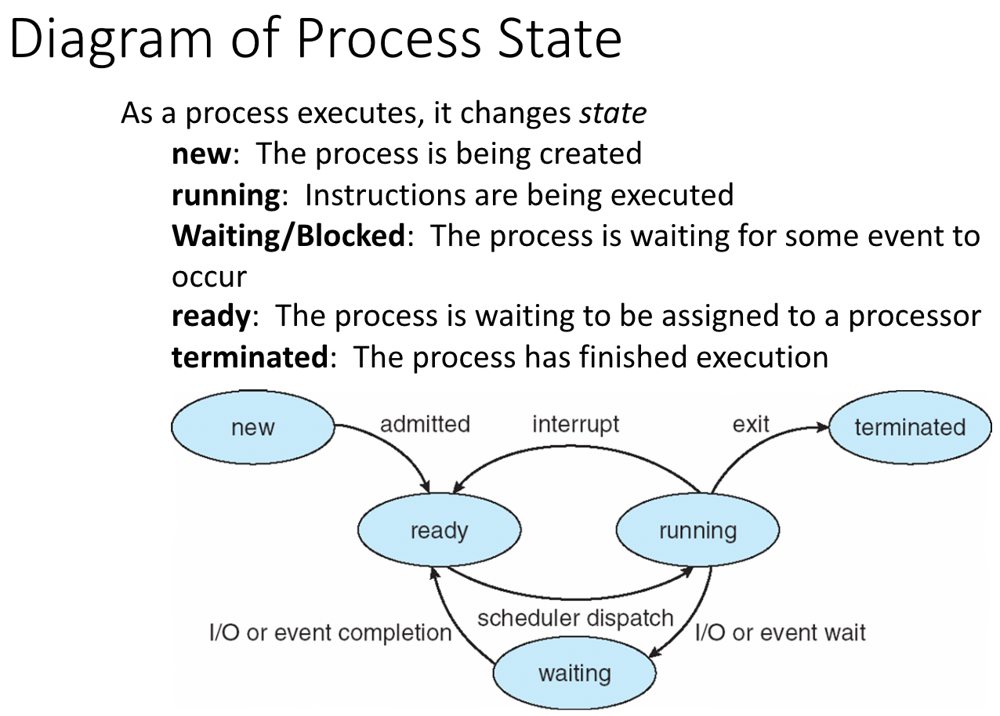 Diagram of Process State
As a process executes, it changes state
new: The process is being created
running: Instructions are being executed
Waiting/Blocked: The process is waiting for some event to
occur
ready: The process is waiting to be assigned to a processor
terminated: The process has finished execution
new
admitted
interrupt
exit
terminated
ready
running
scheduler dispatch
I/O or event completion
I/O or event wait
waiting